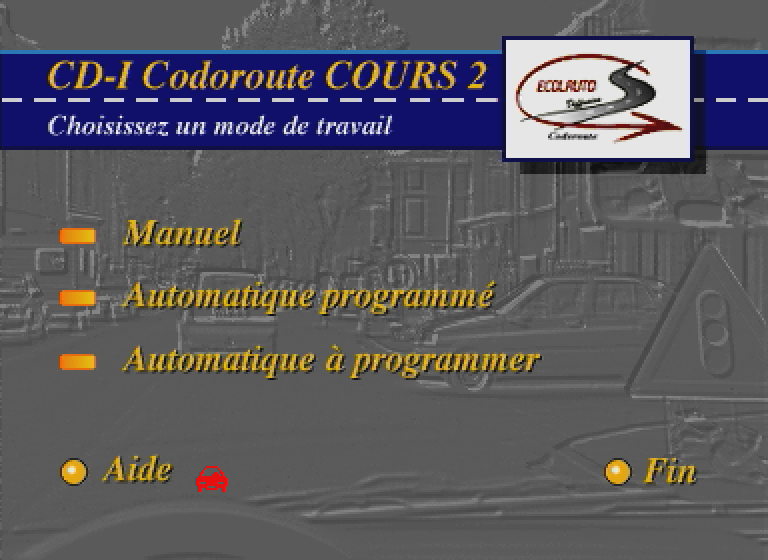 CD-I Codoroute COURS 2
Choisissez un mode de travail
ECOLAUTO
Codoroute
Manuel
Automatique programmé
Automatique à programmer
Aide
Fin